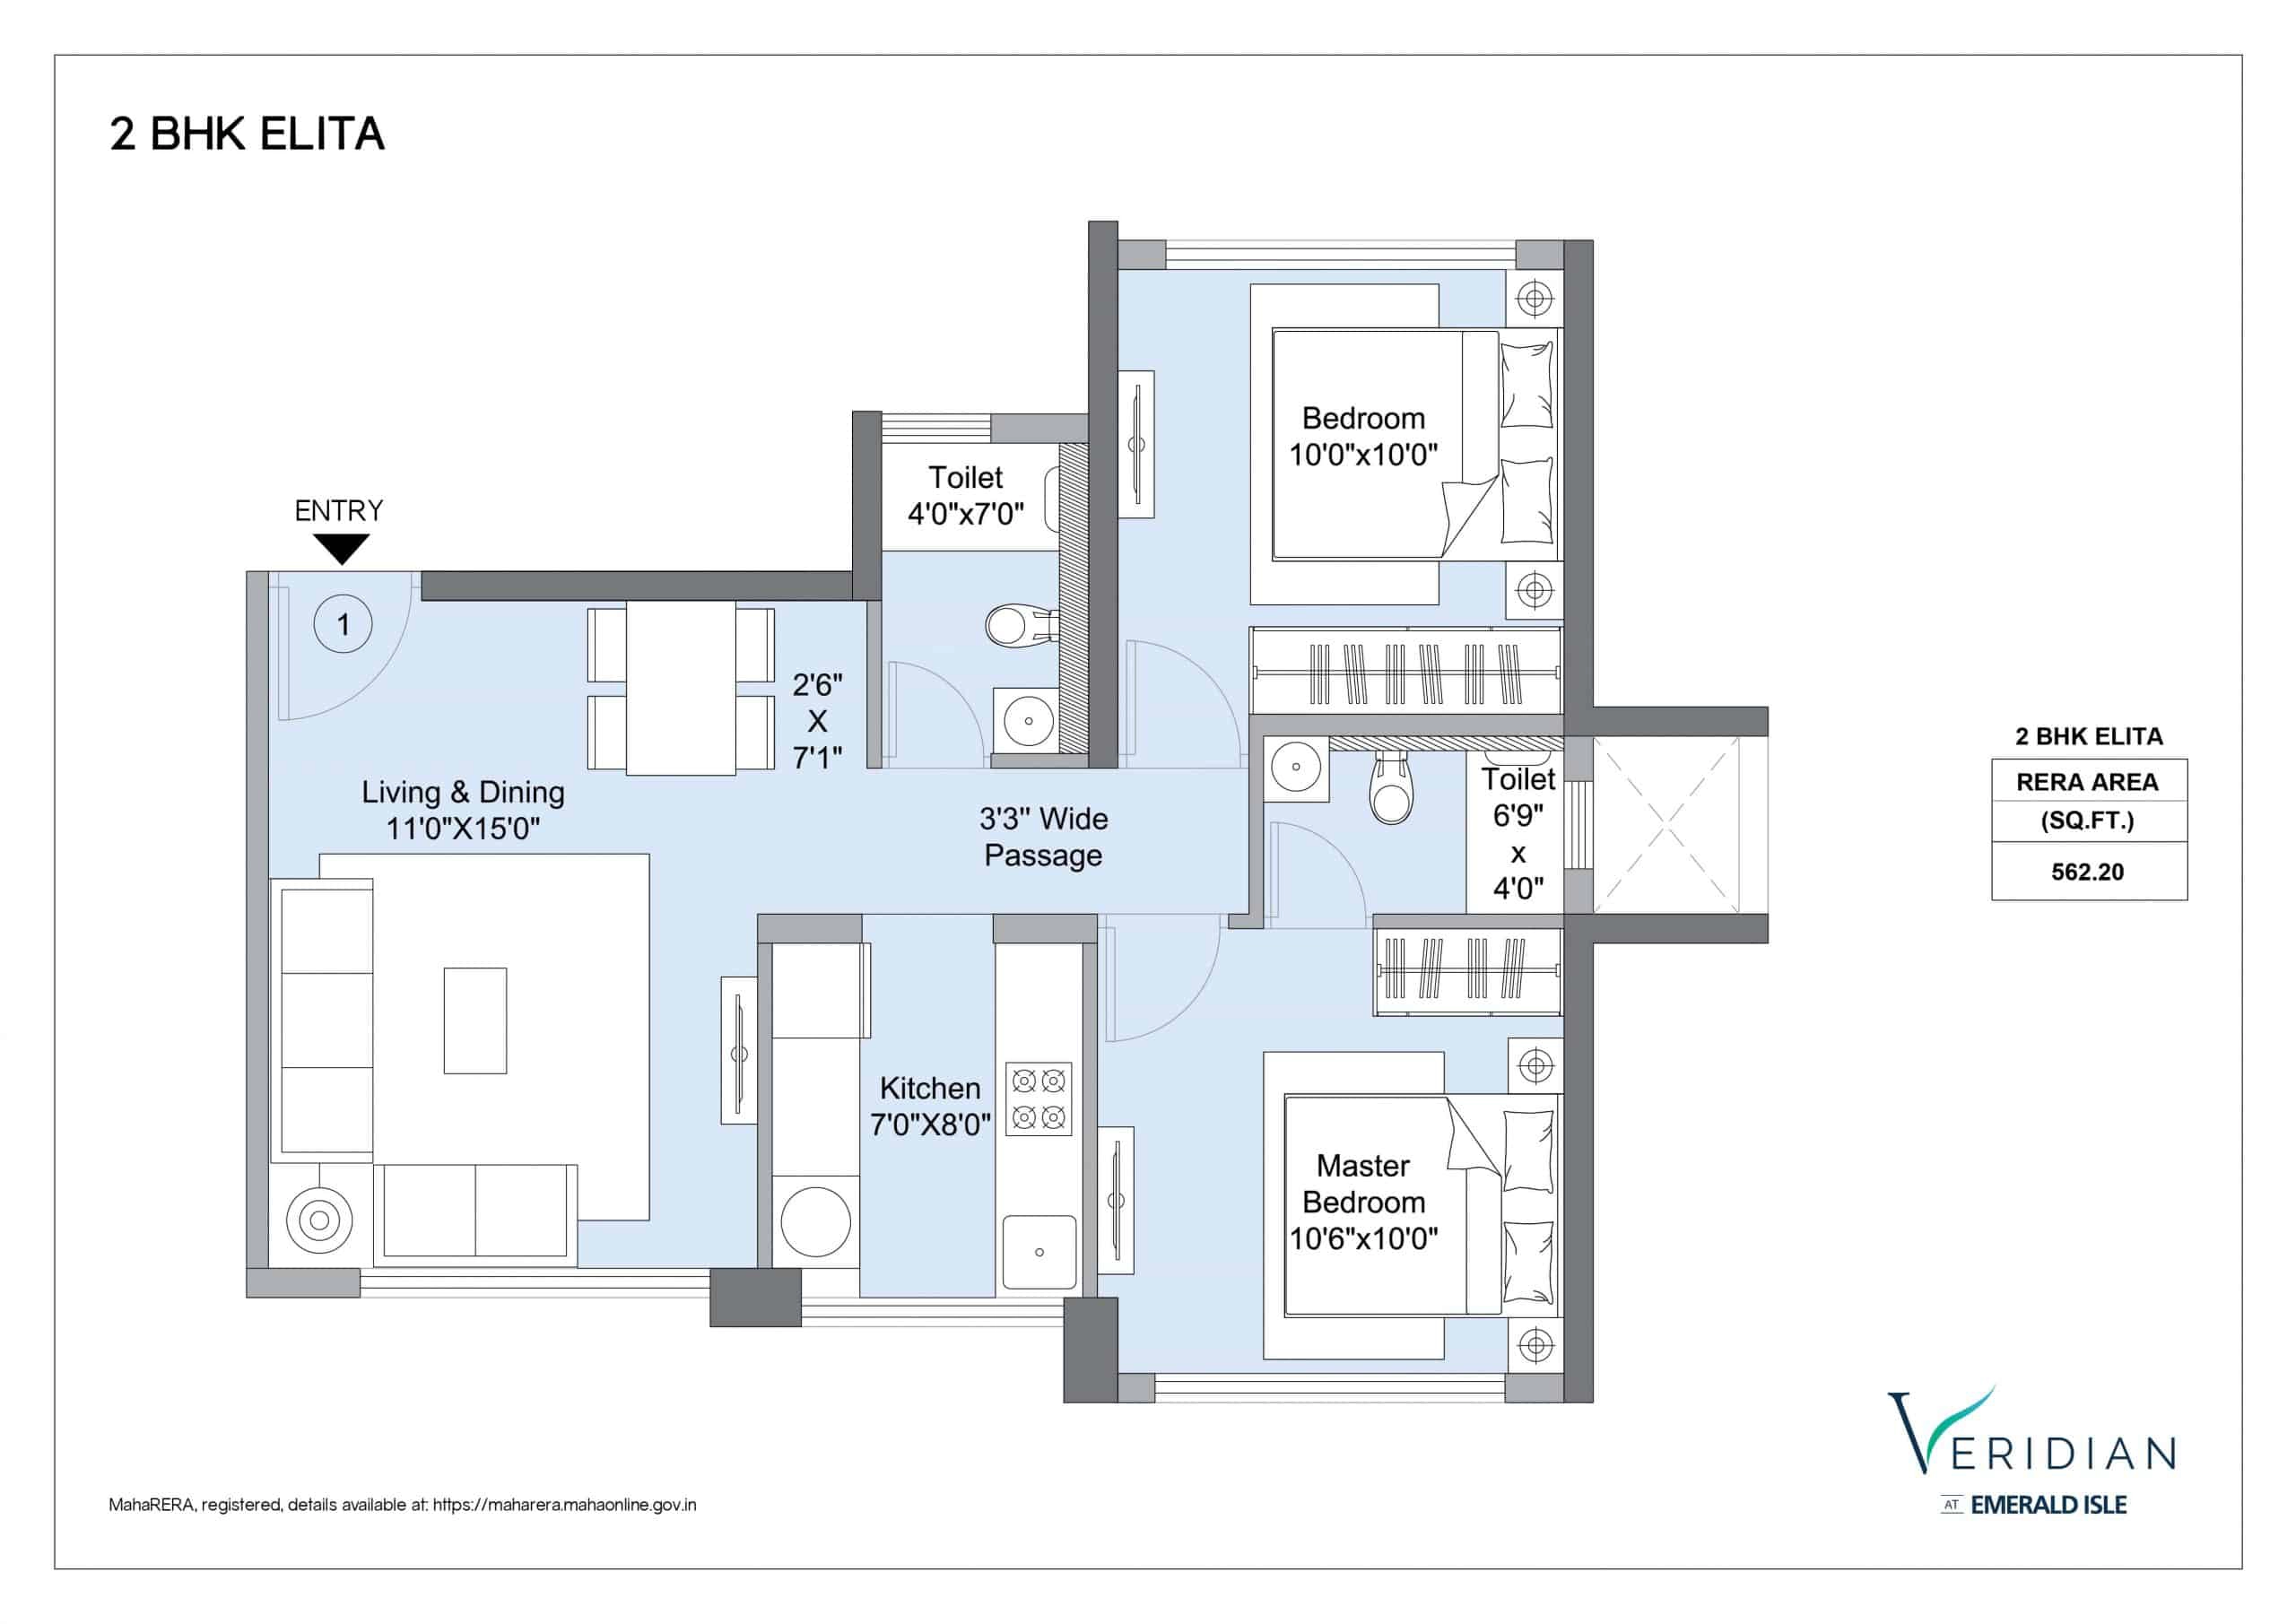 2 BHK ELITA
ENTRY
1
Toilet
4'0"x7'0"
Bedroom
10'0"x10'0"
2'6"
X
7'1"
Living & Dining
11'0"X15'0"
3'3" Wide
Passage
Toilet
6'9"
x
4'0"
Kitchen
7'0"X8'0"
Master
Bedroom
10'6"x10'0"
2 BHK ELITA
RERA AREA
(SQ.FT.)
562.20
VERIDIAN
AT EMERALD ISLE
MahaRERA, registered, details available at: https://maharera.mahaonline.gov.in